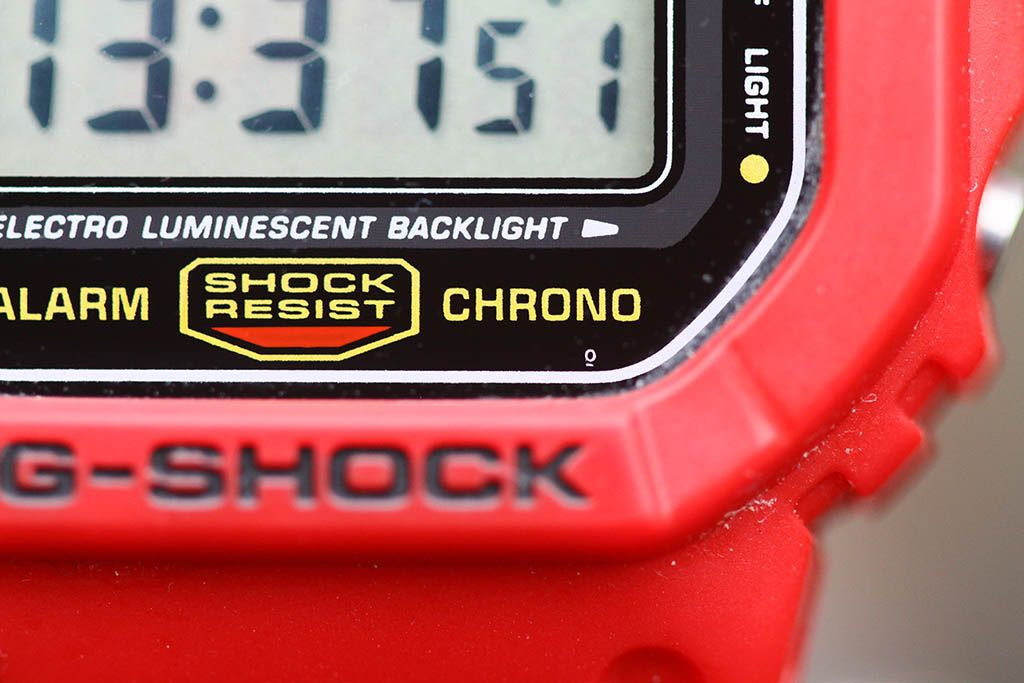 13:37 51
LIGHT
ELECTRO LUMINESCENT BACKLIGHT
ALARM SHOCK RESIST CHRONO
G-SHOCK